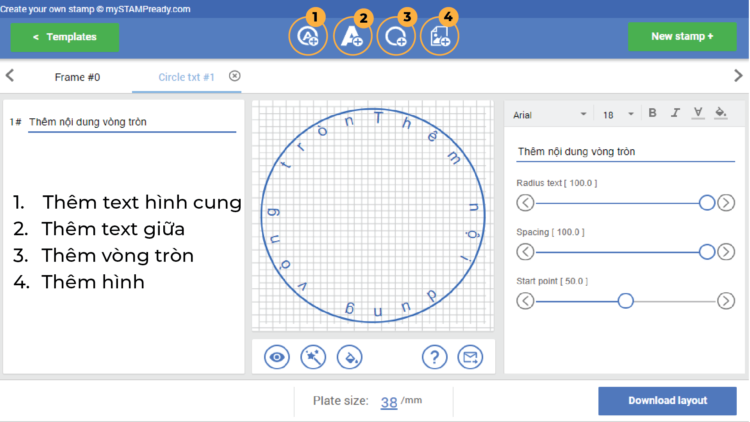 Create your own stamp © mySTAMPready.com
< Templates
1
2
3
4
New stamp +
Frame #0
Circle txt #1
1# Thêm nội dung vòng tròn
1. Thêm text hình cung
2. Thêm text giữa
3. Thêm vòng tròn
4. Thêm hình
Thêm nội dung vòng tròn
Arial 18 B I A
Thêm nội dung vòng tròn
Radius text [ 100.0 ]
Spacing [ 100.0 ]
Start point [ 50.0 ]
?
Plate size: 38 /mm
Download layout